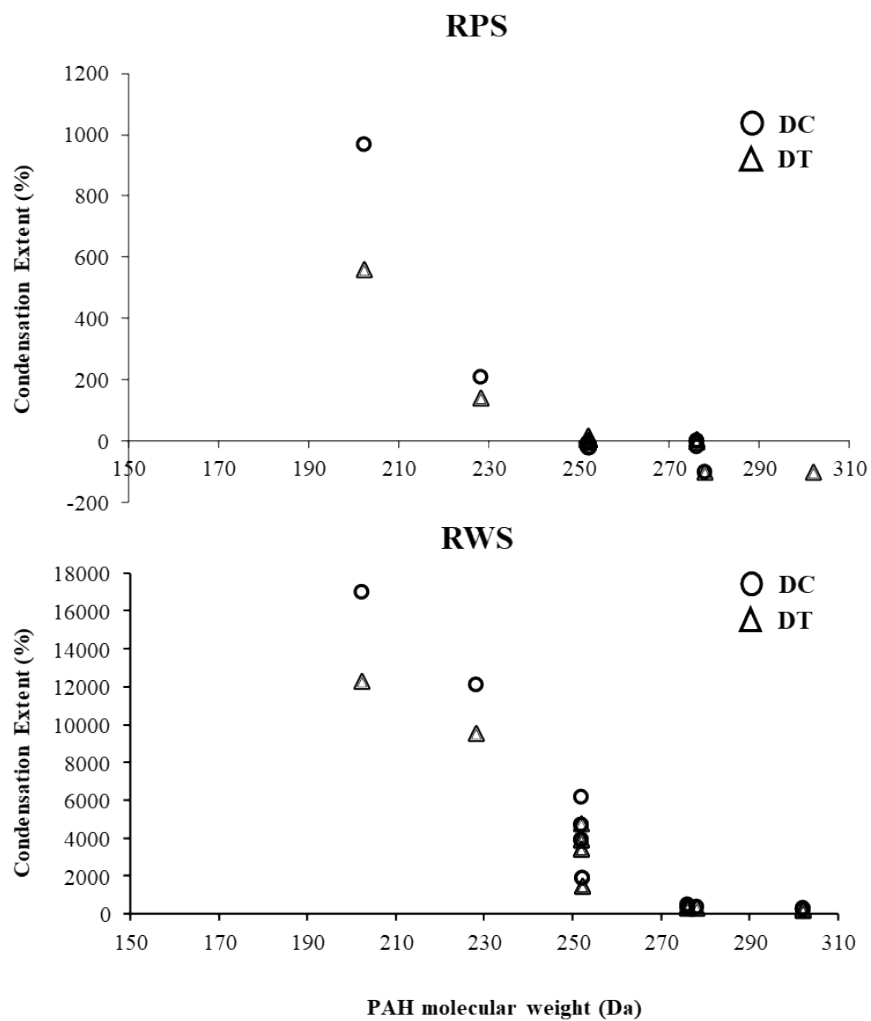 RPS
Condensation Extent (%)
1200
1000
800
600
400
200
0
-200
150 170 190 210 230 250 270 290 310
DC
DT
RWS
Condensation Extent (%)
18000
16000
14000
12000
10000
8000
6000
4000
2000
0
150 170 190 210 230 250 270 290 310
DC
DT
PAH molecular weight (Da)